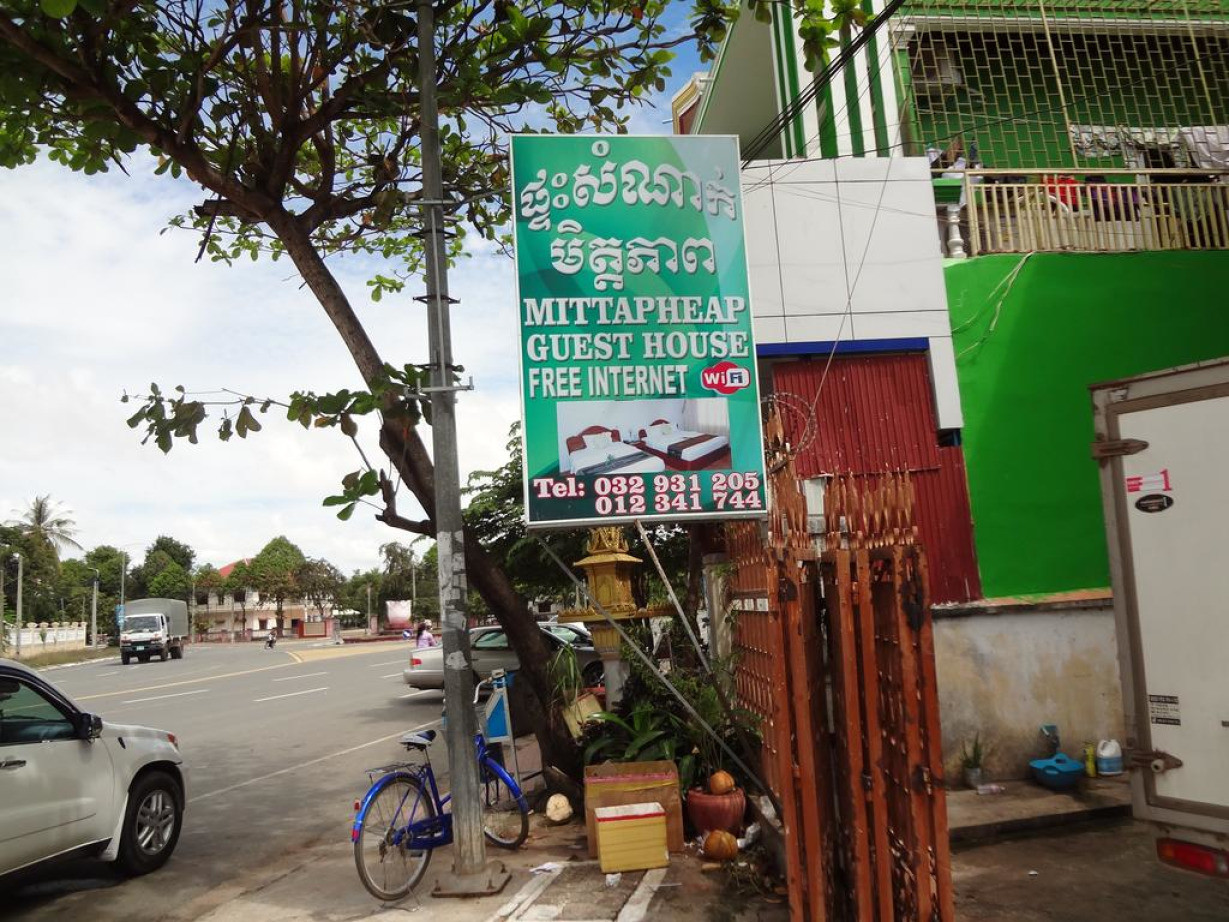 ផ្ទះសំណាក់
មិត្តភាព
MITTAPHEAP
GUEST HOUSE
FREE INTERNET WiFi
Tel: 032 931 205
012 341 744
1